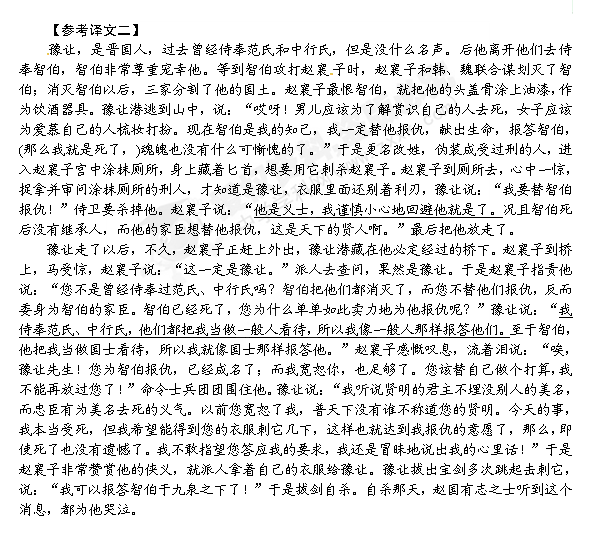 【参考译文二】
豫让，是晋国人，过去曾经侍奉范氏和中行氏，但是没什么名声。后他离开他们去侍
奉智伯，智伯非常尊重宠幸他。等到智伯攻打赵襄子时，赵襄子和韩、魏联合谋划灭了智
伯；消灭智伯以后，三家分割了他的国土。赵襄子最恨智伯，就把他的头盖骨涂上油漆，作
为饮酒器具。豫让潜逃到山中，说：“哎呀！男儿应该为了解赏识自己的人去死，女子应该
为爱慕自己的人梳妆打扮。现在智伯是我的知己，我一定替他报仇，献出生命，报答智伯，
(那么我就是死了，)魂魄也没有什么可惭愧的了。”于是更名改姓，伪装成受过刑的人，进
入赵襄子宫中涂抹厕所，身上藏着匕首，想要用它刺杀赵襄子。赵襄子到厕所去，心中一惊，
捉拿并审问涂抹厕所的刑人，才知道是豫让，衣服里面还别着利刃，豫让说：“我要替智伯
报仇！”侍卫要杀掉他。赵襄子说：“他是义士，我谨慎小心地回避他就是了。况且智伯死
后没有继承人，而他的家臣想替他报仇，这是天下的贤人啊。”最后把他放走了。
豫让走了以后，不久，赵襄子正赶上外出，豫让潜藏在他必定经过的桥下。赵襄子到桥
上，马受惊，赵襄子说：“这一定是豫让。”派人去查问，果然是豫让。于是赵襄子指责他
说：“您不是曾经侍奉过范氏、中行氏吗？智伯把他们都消灭了，而您不替他们报仇，反而
委身为智伯的家臣。智伯已经死了，您为什么单单如此卖力地为他报仇呢？”豫让说：“我
侍奉范氏、中行氏，他们都把我当做一般人看待，所以我像一般人那样报答他们。至于智伯，
他把我当做国士看待，所以我就像国士那样报答他。”赵襄子感慨叹息，流着泪说：“唉，
豫让先生！您为智伯报仇，已经成名了；而我宽恕你，也足够了。您该替自己做个打算，我
不能再放过您了！”命令士兵团团围住他。豫让说：“我听说贤明的君主不埋没别人的美名，
而忠臣有为美名去死的义气。以前您宽恕了我，普天下没有谁不称道您的贤明。今天的事，
我本当受死，但我希望能得到您的衣服刺它几下，这样也就达到我报仇的意愿了，那么，即
使死了也没有遗憾了。我不敢指望您答应我的要求，我还是冒昧地说出我的心里话！”于是
赵襄子非常赞赏他的侠义，就派人拿着自己的衣服给豫让。豫让拔出宝剑多次跳起去刺它，
说：“我可以报答智伯于九泉之下了！”于是拔剑自杀。自杀那天，赵国有志之士听到这个
消息，都为他哭泣。